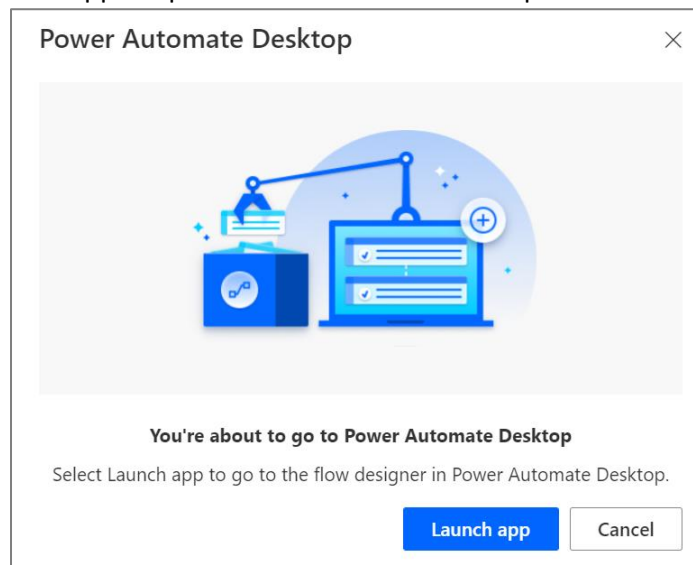 Power Automate Desktop
You're about to go to Power Automate Desktop
Select Launch app to go to the flow designer in Power Automate Desktop.
Launch app
Cancel